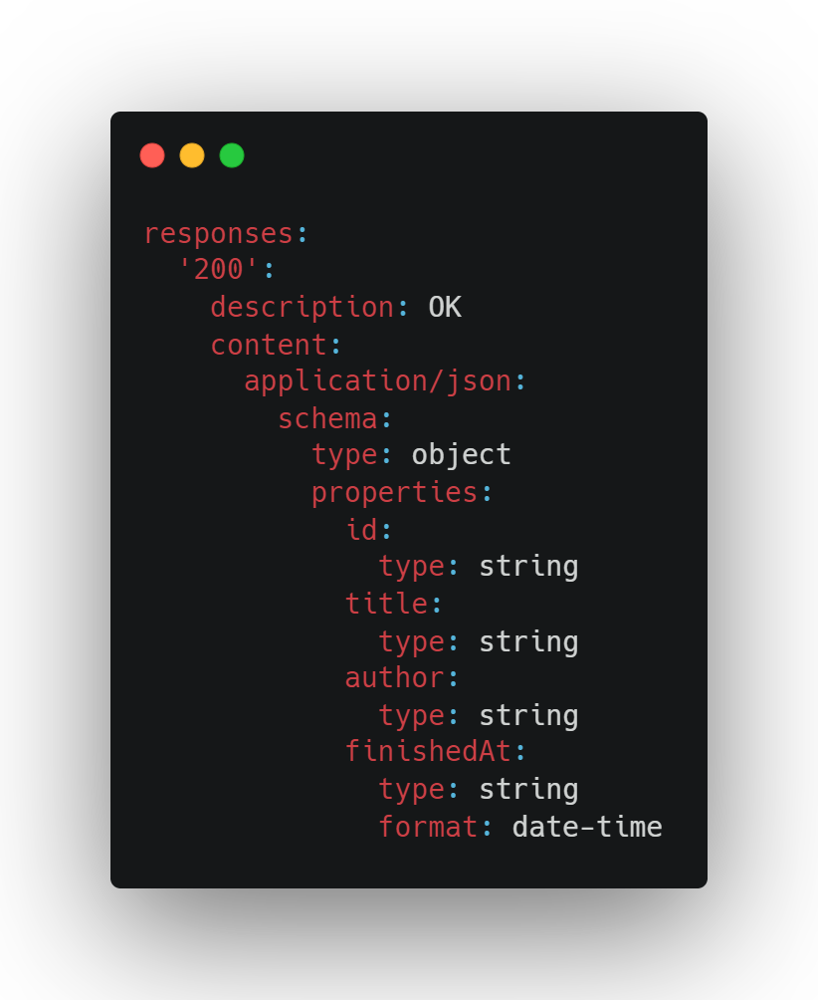 responses:
  '200':
    description: OK
    content:
      application/json:
        schema:
          type: object
          properties:
            id:
              type: string
            title:
              type: string
            author:
              type: string
            finishedAt:
              type: string
              format: date-time